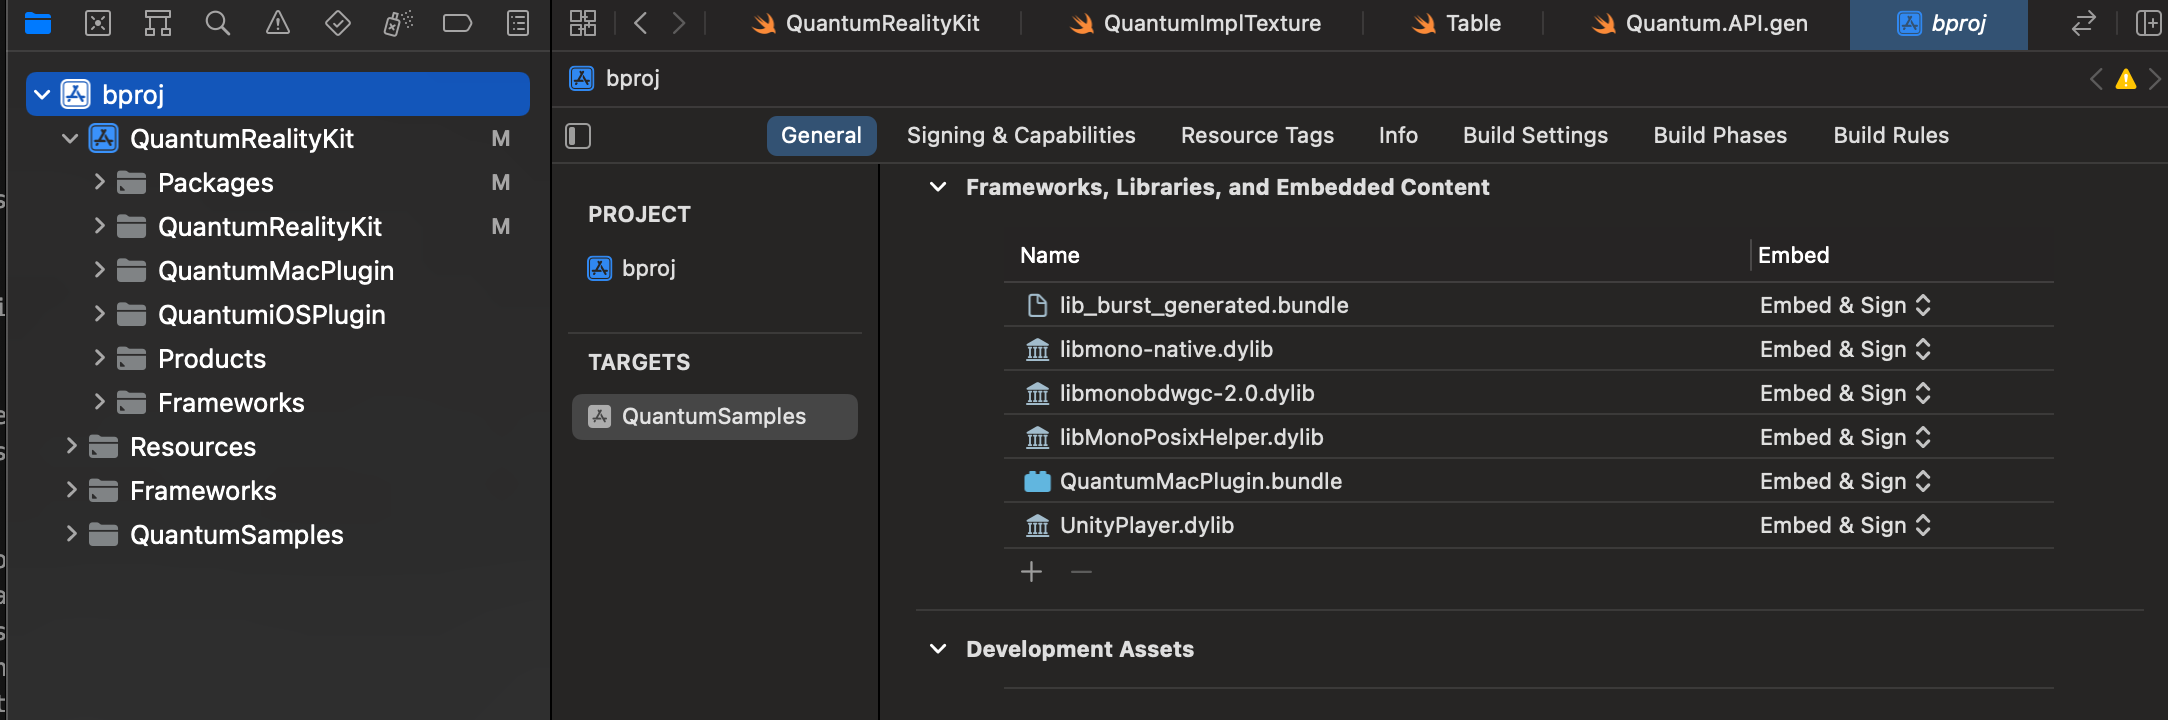 QuantumRealityKit
QuantumImplTexture
Table
Quantum.API.gen
bproj
bproj
QuantumRealityKit M
Packages M
QuantumRealityKit M
QuantumMacPlugin
QuantumiOSPlugin
Products
Frameworks
Resources
Frameworks
QuantumSamples
bproj
General
Signing & Capabilities
Resource Tags
Info
Build Settings
Build Phases
Build Rules
PROJECT
bproj
TARGETS
QuantumSamples
Frameworks, Libraries, and Embedded Content
Name Embed
lib_burst_generated.bundle Embed & Sign
libmono-native.dylib Embed & Sign
libmonobdwgc-2.0.dylib Embed & Sign
libMonoPosixHelper.dylib Embed & Sign
QuantumMacPlugin.bundle Embed & Sign
UnityPlayer.dylib Embed & Sign
Development Assets